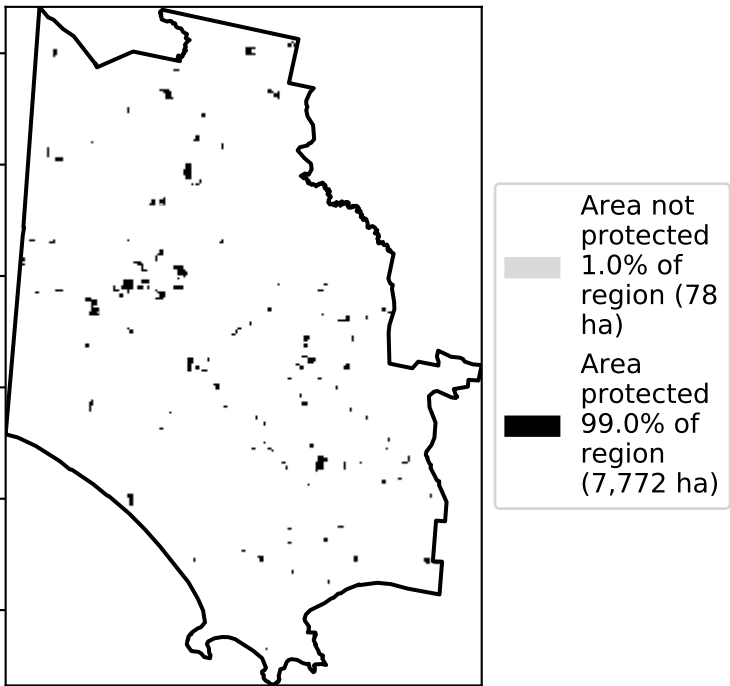 Area not
protected
1.0% of
region (78
ha)
Area
protected
99.0% of
region
(7,772 ha)